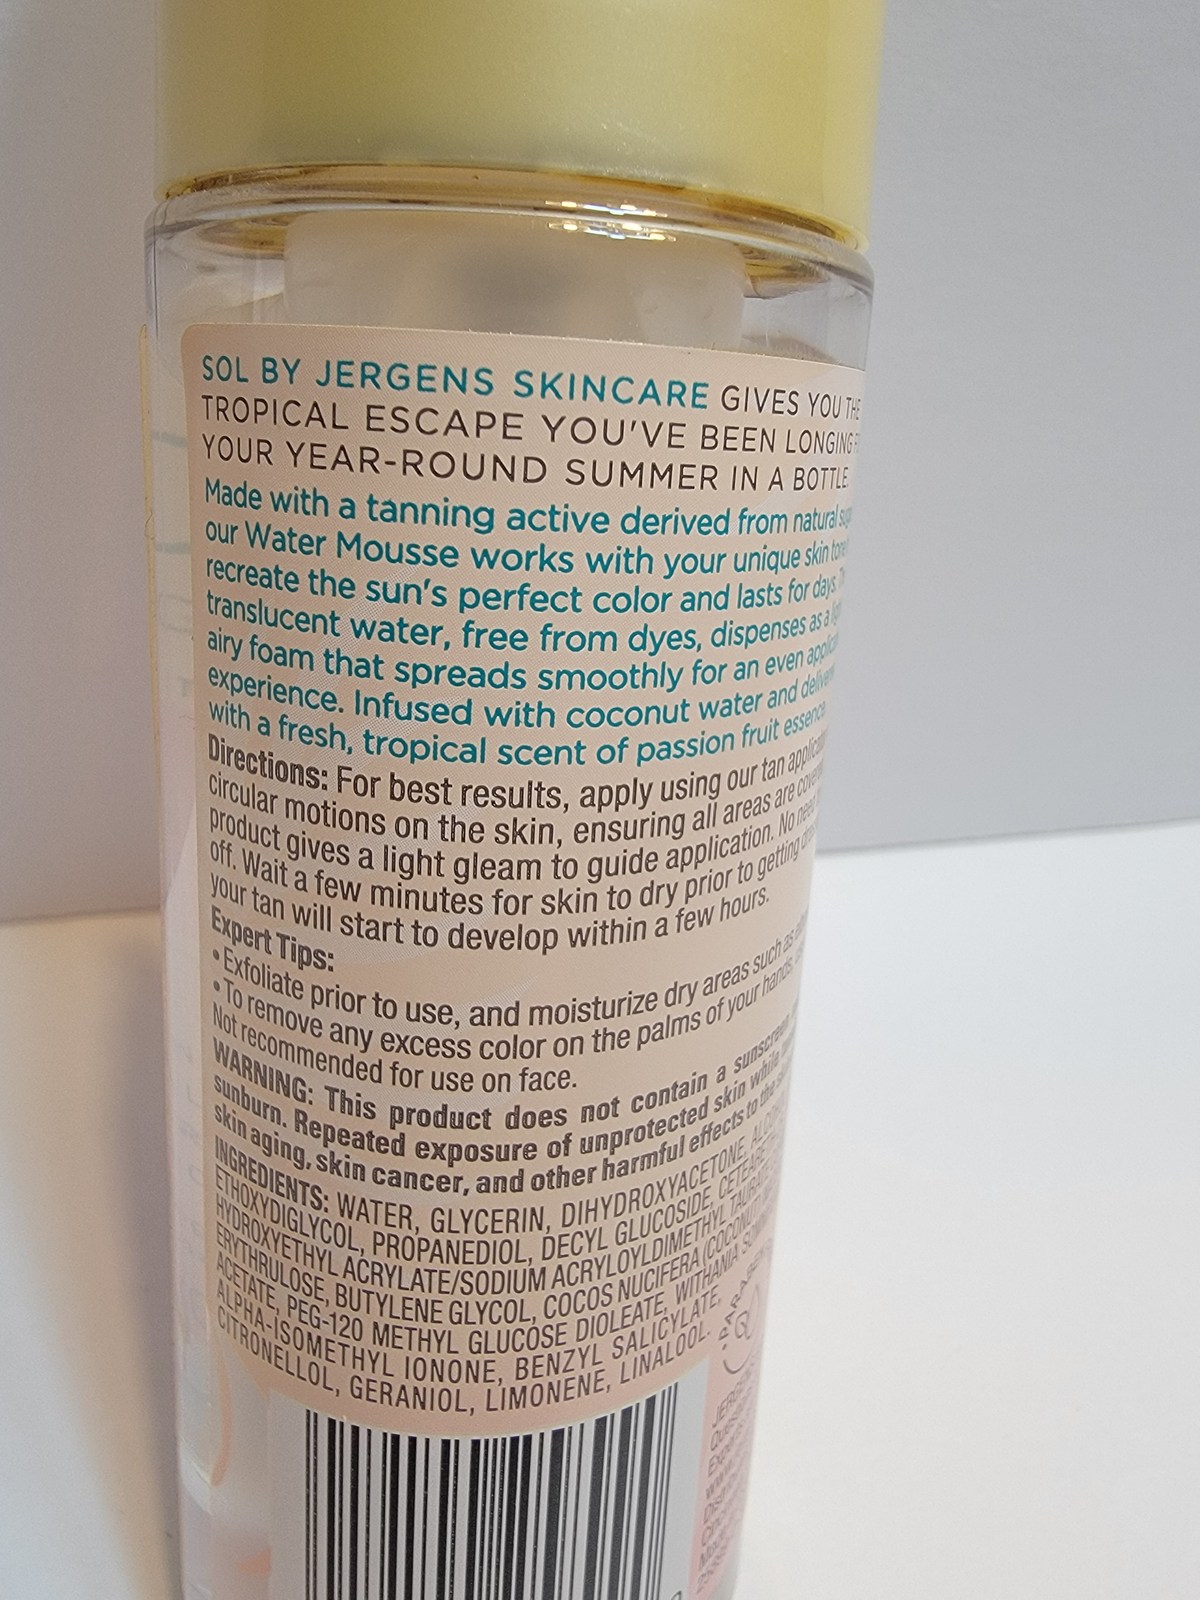 SOL BY JERGENS SKINCARE GIVES YOU THE
TROPICAL ESCAPE YOU'VE BEEN LONGING
YOUR YEAR-ROUND SUMMER IN A BOTTLE.
Made with a tanning active derived from natural
our Water Mousse works with your unique skin
recreate the sun's perfect color and lasts for days.
translucent water, free from dyes, dispenses as a
airy foam that spreads smoothly for an even
experience. Infused with coconut water and
with a fresh, tropical scent of passion fruit essence
Directions: For best results, apply using our tan
circular motions on the skin, ensuring all areas are
product gives a light gleam to guide application. No
off. Wait a few minutes for skin to dry prior to getting
your tan will start to develop within a few hours.
Expert Tips:
• Exfoliate prior to use, and moisturize dry areas such as
• To remove any excess color on the palms of your hands,
Not recommended for use on face.
WARNING: This product does not contain a sunscreen
sunburn. Repeated exposure of unprotected skin while
skin aging, skin cancer, and other harmful effects to the
INGREDIENTS: WATER, GLYCERIN, DIHYDROXYACETONE,
ETHOXYDIGLYCOL, PROPANEDIOL, DECYL GLUCOSIDE,
HYDROXYETHYL ACRYLATE/SODIUM ACRYLOYLDIMETHYL TAURATE
ERYTHRULOSE, BUTYLENE GLYCOL, COCOS NUCIFERA (COCONUT)
ACETATE, PEG-120 METHYL GLUCOSE DIOLEATE, WITHANIA
ALPHA-ISOMETHYL IONONE, BENZYL SALICYLATE,
CITRONELLOL, GERANIOL, LIMONENE, LINALOOL.